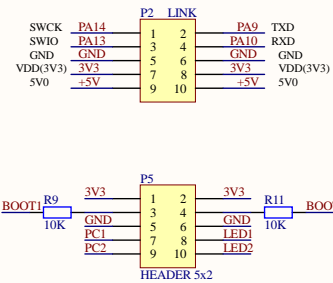 P2 LINK
SWCK PA14 1 2 PA9 TXD
SWIO PA13 3 4 PA10 RXD
GND GND 5 6 GND GND
VDD(3V3) 3V3 7 8 3V3 VDD(3V3)
5V0 +5V 9 10 +5V 5V0
P5
3V3 1 2 3V3
BOOT1 R9 10K 3 4 R11 10K BOO
GND 5 6 GND
PC1 7 8 LED1
PC2 9 10 LED2
HEADER 5x2